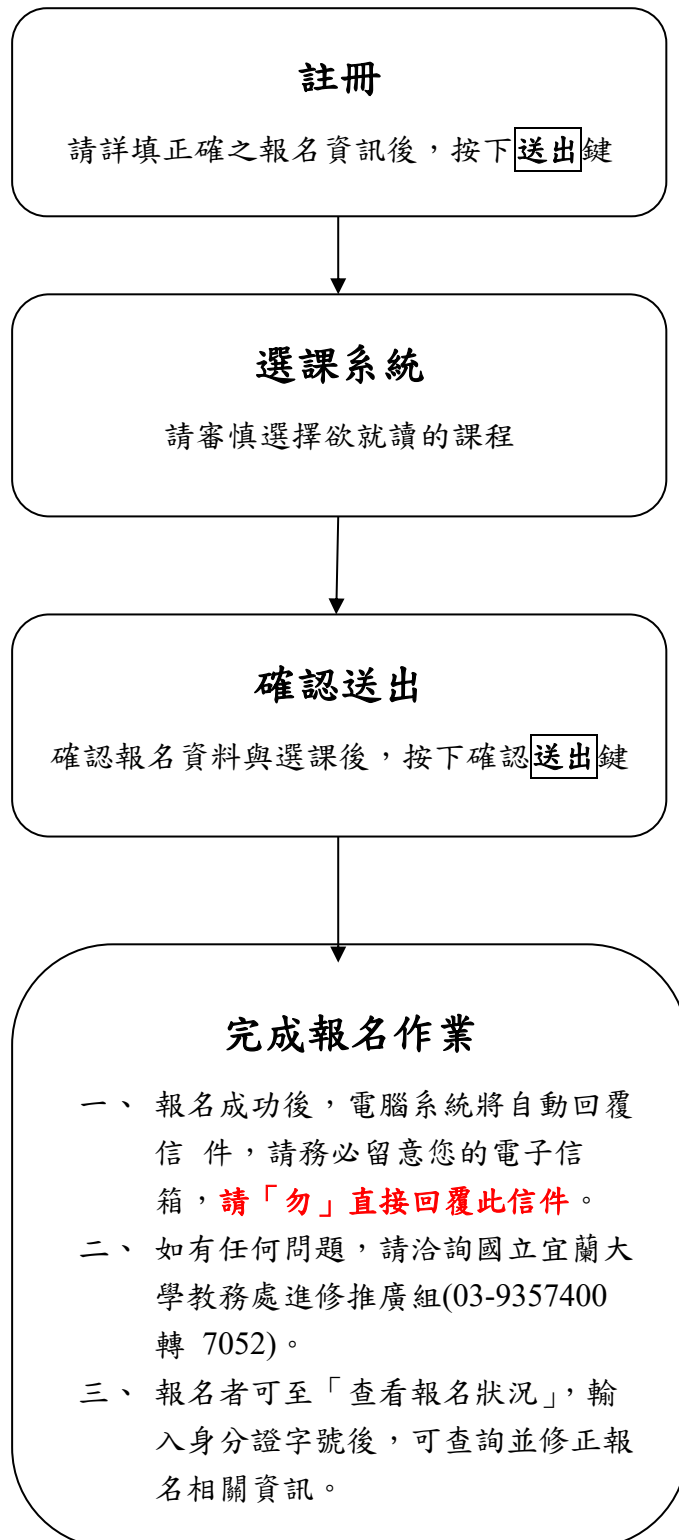 註冊
請詳填正確之報名資訊後，按下送出鍵
選課系統
請審慎選擇欲就讀的課程
確認送出
確認報名資料與選課後，按下確認送出鍵
完成報名作業
一、 報名成功後，電腦系統將自動回覆
信 件，請務必留意您的電子信
箱，請「勿」直接回覆此信件。
二、 如有任何問題，請洽詢國立宜蘭大
學教務處進修推廣組(03-9357400
轉 7052)。
三、 報名者可至「查看報名狀況」，輸
入身分證字號後，可查詢並修正報
名相關資訊。